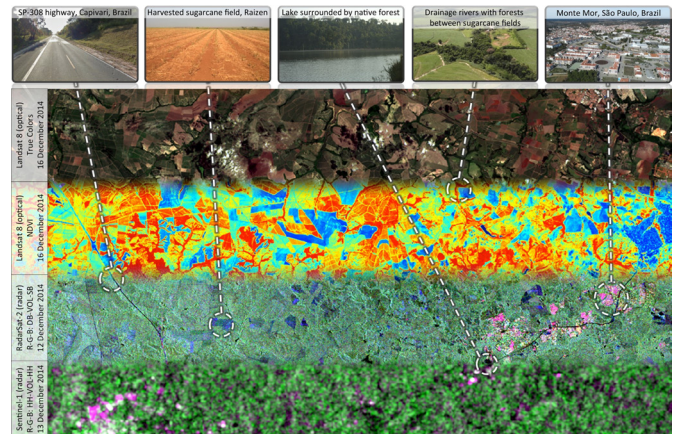 SP-308 highway, Capivari, Brazil
Harvested sugarcane field, Raizen
Lake surrounded by native forest
Drainage rivers with forests
between sugarcane fields
Monte Mor, São Paulo, Brazil
Landsat 8 (optical)
True Colors
16 December 2014
Landsat 8 (optical)
NDVI
16 December 2014
RadarSat-2 (radar)
R-G-B: DB-VOL-SB
12 December 2014
Sentinel-1 (radar)
R-G-B: HH-VOL-HH
13 December 2014